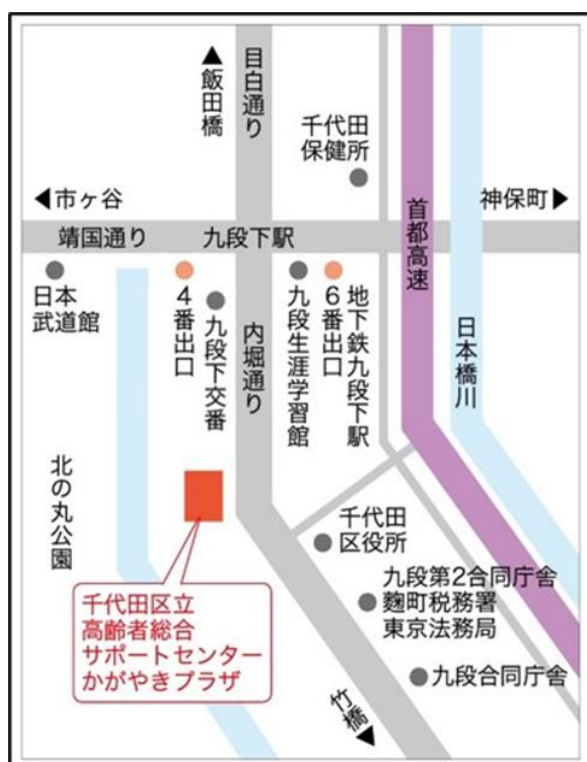 ▲飯田橋
目白通り
千代田
保健所
◀市ヶ谷
神保町▶
靖国通り
九段下駅
首都高速
日本
武道館
4番出口
九段下交番
内堀通り
九段生涯学習館
6番出口
地下鉄九段下駅
日本橋川
北の丸公園
千代田
区役所
九段第2合同庁舎
麴町税務署
東京法務局
千代田区立
高齢者総合
サポートセンター
かがやきプラザ
九段合同庁舎
竹橋▼